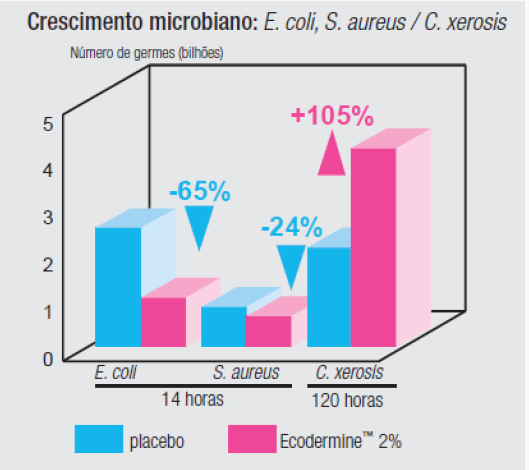 Crescimento microbiano: E. coli, S. aureus / C. xerosis
Número de germes (bilhões)
+105%
5
4
-65%
3
-24%
2
1
0
E. coli
S. aureus
C. xerosis
14 horas
120 horas
placebo
Ecodermine™ 2%